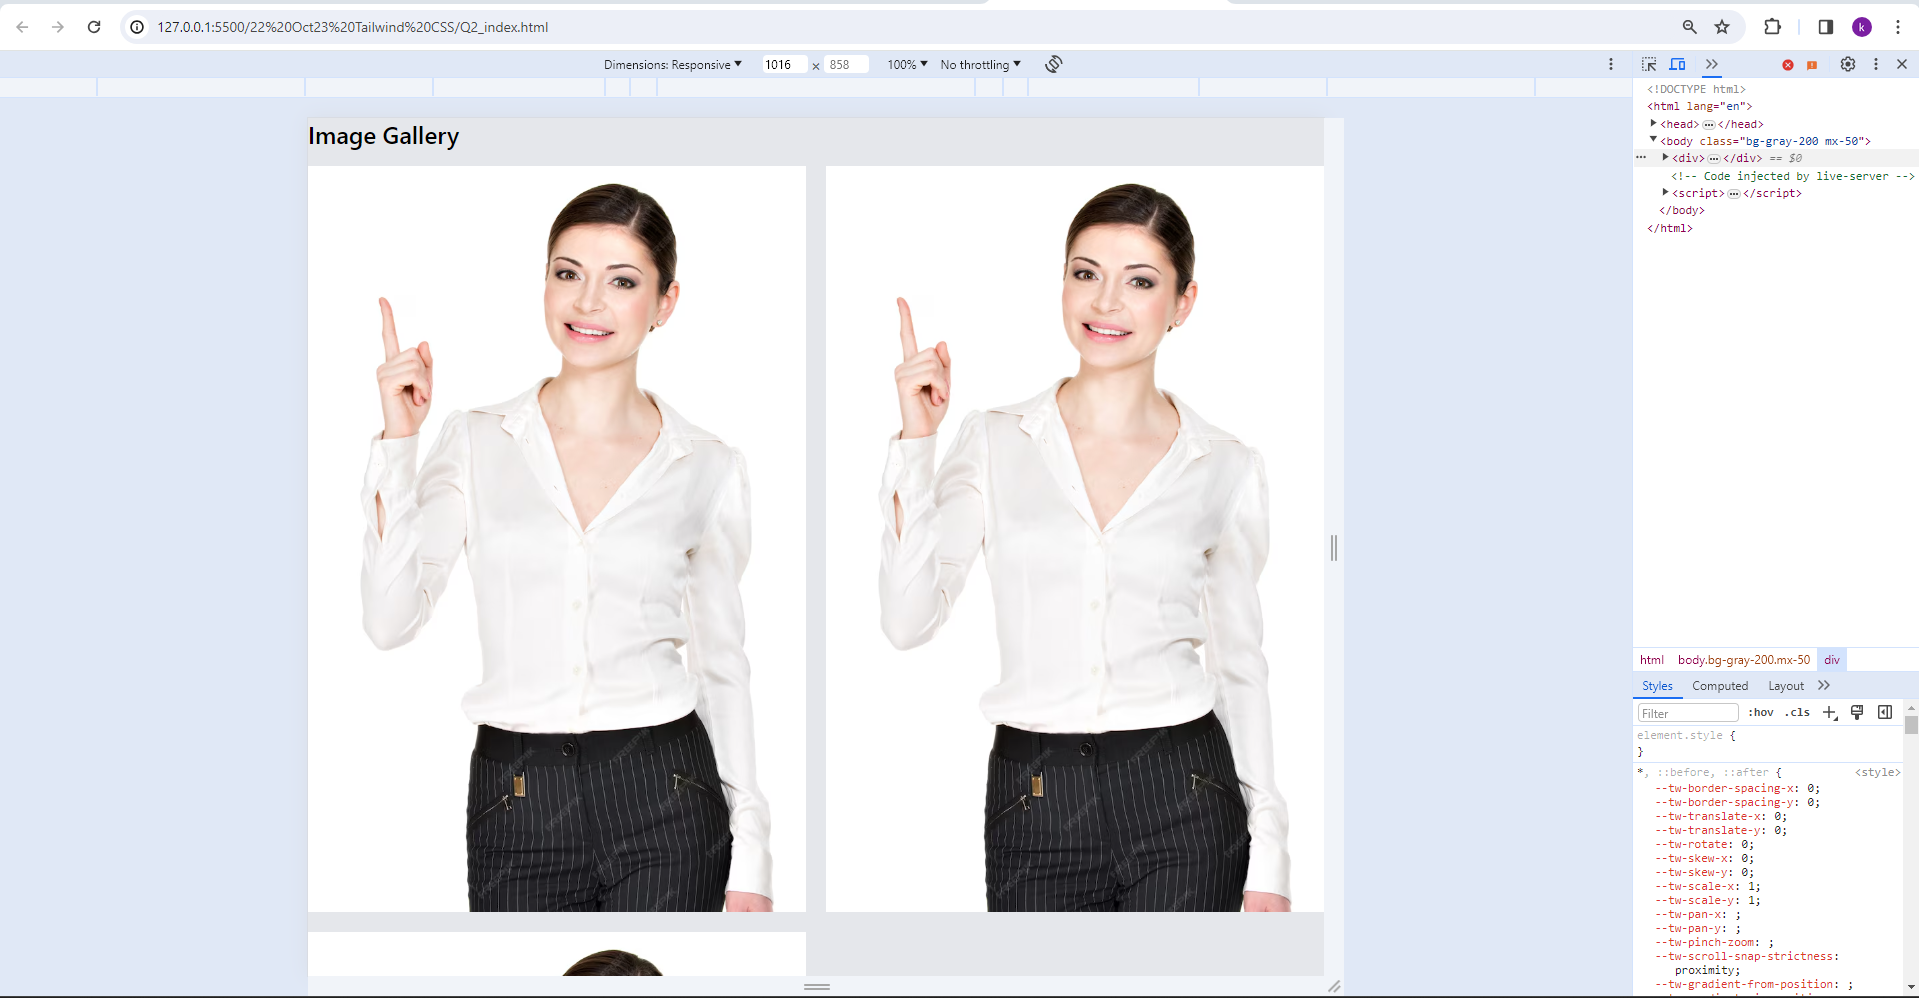 127.0.0.1:5500/22%20Oct23%20Tailwind%20CSS/Q2_index.html
k
Dimensions: Responsive 1016 x 858 100% No throttling
Image Gallery
<!DOCTYPE html>
<html lang="en">
<head> ... </head>
<body class="bg-gray-200 mx-50">
... <div> ... </div> == $0
<!-- Code injected by live-server -->
<script> ... </script>
</body>
</html>
html body.bg-gray-200.mx-50 div
Styles Computed Layout
Filter :hov .cls
element.style {
}
*, ::before, ::after { <style>
--tw-border-spacing-x: 0;
--tw-border-spacing-y: 0;
--tw-translate-x: 0;
--tw-translate-y: 0;
--tw-rotate: 0;
--tw-skew-x: 0;
--tw-skew-y: 0;
--tw-scale-x: 1;
--tw-scale-y: 1;
--tw-pan-x: ;
--tw-pan-y: ;
--tw-pinch-zoom: ;
--tw-scroll-snap-strictness:
proximity;
--tw-gradient-from-position: ;